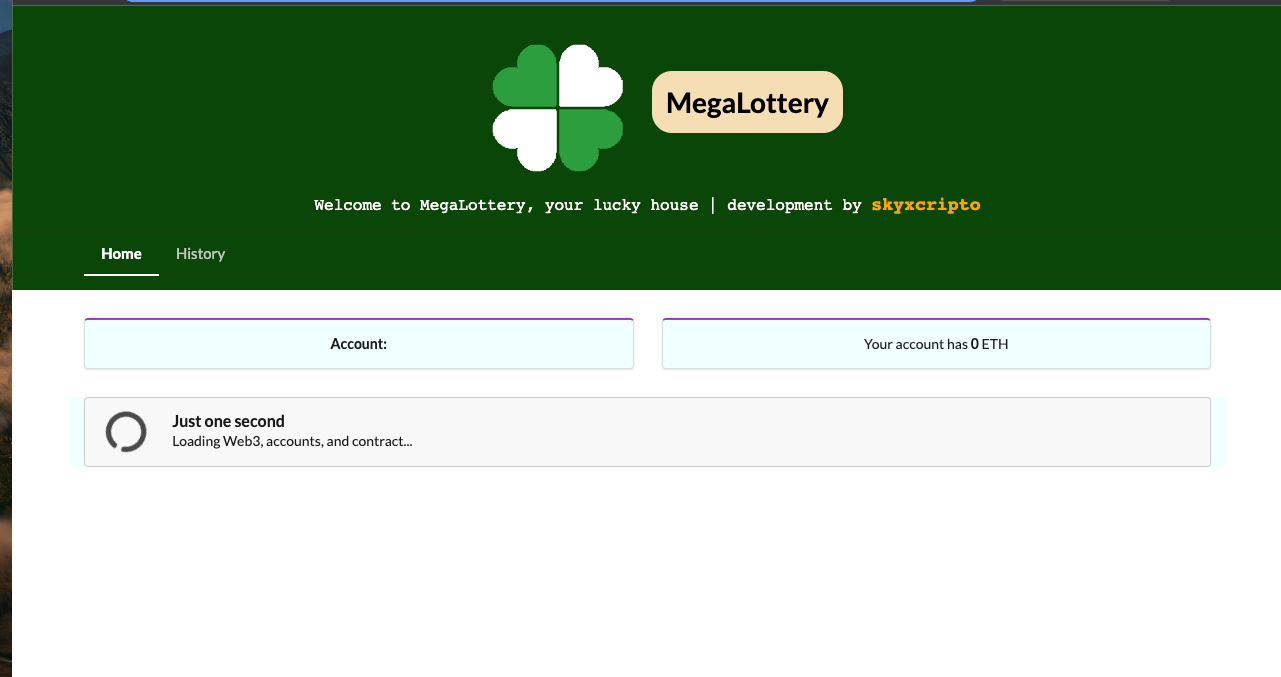 MegaLottery
Welcome to MegaLottery, your lucky house | development by skyxcripto
Home History
Account:
Your account has 0 ETH
Just one second
Loading Web3, accounts, and contract...